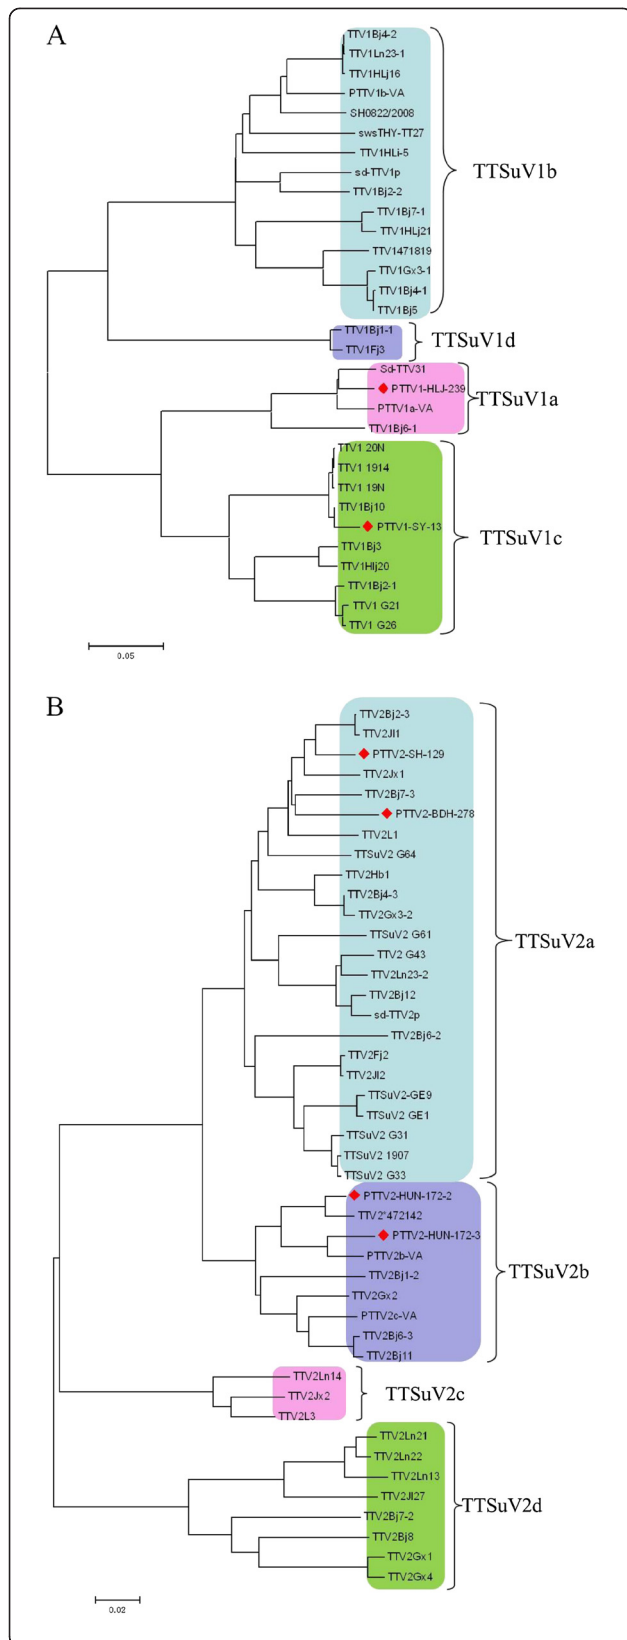 A
TTV1Bj4-2
TTV1Ln23-1
TTV1HLj16
PTTV1b-VA
SH0822/2008
swsTHY-TT27
TTV1HLi-5
sd-TTV1p
TTV1Bj2-2
TTV1Bj7-1
TTV1HLj21
TTV1471819
TTV1Gx3-1
TTV1Bj4-1
TTV1Bj5
TTSuV1b
TTV1Bj1-1
TTV1Fj3
TTSuV1d
Sd-TTV31
PTTV1-HLJ-239
PTTV1a-VA
TTV1Bj6-1
TTSuV1a
TTV1 20N
TTV1 1914
TTV1 19N
TTV1Bj10
PTTV1-SY-13
TTV1Bj3
TTV1Hlj20
TTV1Bj2-1
TTV1 G21
TTV1 G26
TTSuV1c
0.05
B
TTV2Bj2-3
TTV2Jl1
PTTV2-SH-129
TTV2Jx1
TTV2Bj7-3
PTTV2-BDH-278
TTV2L1
TTSuV2 G64
TTV2Hb1
TTV2Bj4-3
TTV2Gx3-2
TTSuV2 G61
TTV2 G43
TTV2Ln23-2
TTV2Bj12
sd-TTV2p
TTV2Bj6-2
TTV2Fj2
TTV2Jl2
TTSuV2-GE9
TTSuV2 GE1
TTSuV2 G31
TTSuV2 1907
TTSuV2 G33
TTSuV2a
PTTV2-HUN-172-2
TTV2"472142
PTTV2-HUN-172-3
PTTV2b-VA
TTV2Bj1-2
TTV2Gx2
PTTV2c-VA
TTV2Bj6-3
TTV2Bj11
TTSuV2b
TTV2Ln14
TTV2Jx2
TTV2L3
TTSuV2c
TTV2Ln21
TTV2Ln22
TTV2Ln13
TTV2Jl27
TTV2Bj7-2
TTV2Bj8
TTV2Gx1
TTV2Gx4
TTSuV2d
0.02